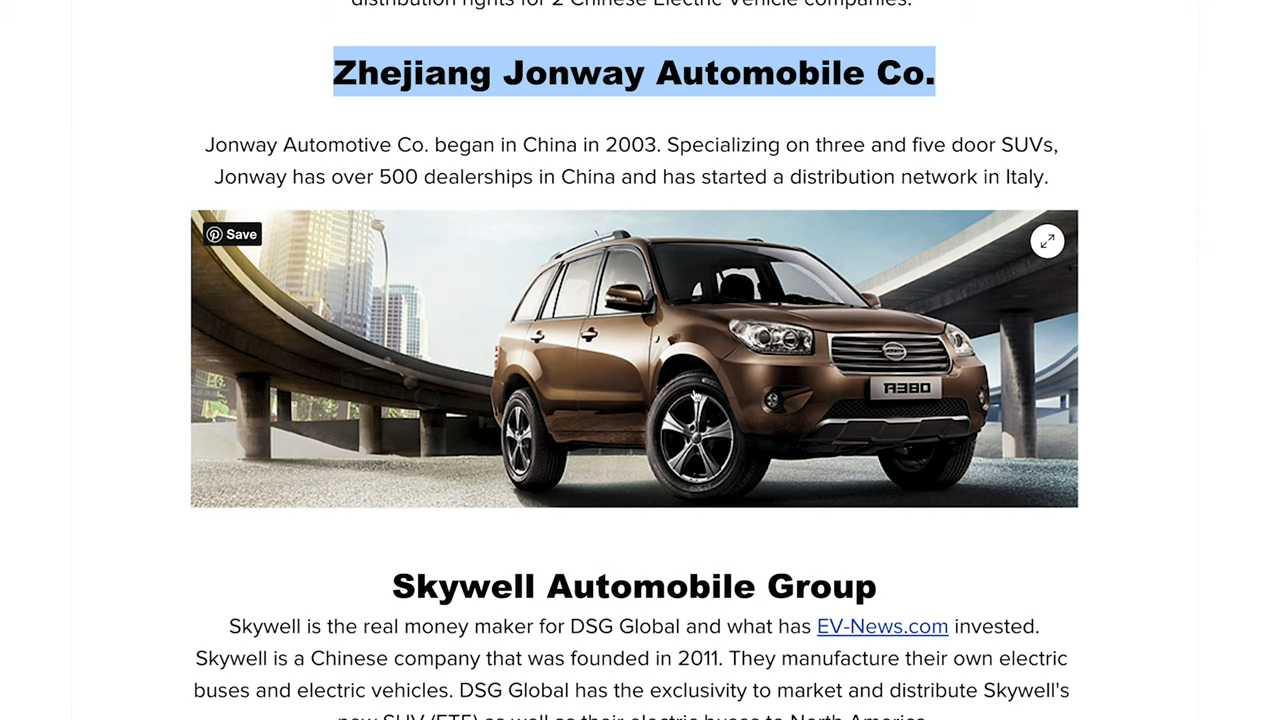 distribution rights for 2 Chinese Electric Vehicle companies.
Zhejiang Jonway Automobile Co.
Jonway Automotive Co. began in China in 2003. Specializing on three and five door SUVs,
Jonway has over 500 dealerships in China and has started a distribution network in Italy.
Save
A380
Skywell Automobile Group
Skywell is the real money maker for DSG Global and what has EV-News.com invested.
Skywell is a Chinese company that was founded in 2011. They manufacture their own electric
buses and electric vehicles. DSG Global has the exclusivity to market and distribute Skywell's
new SUV (ET5) as well as their electric buses to North America.